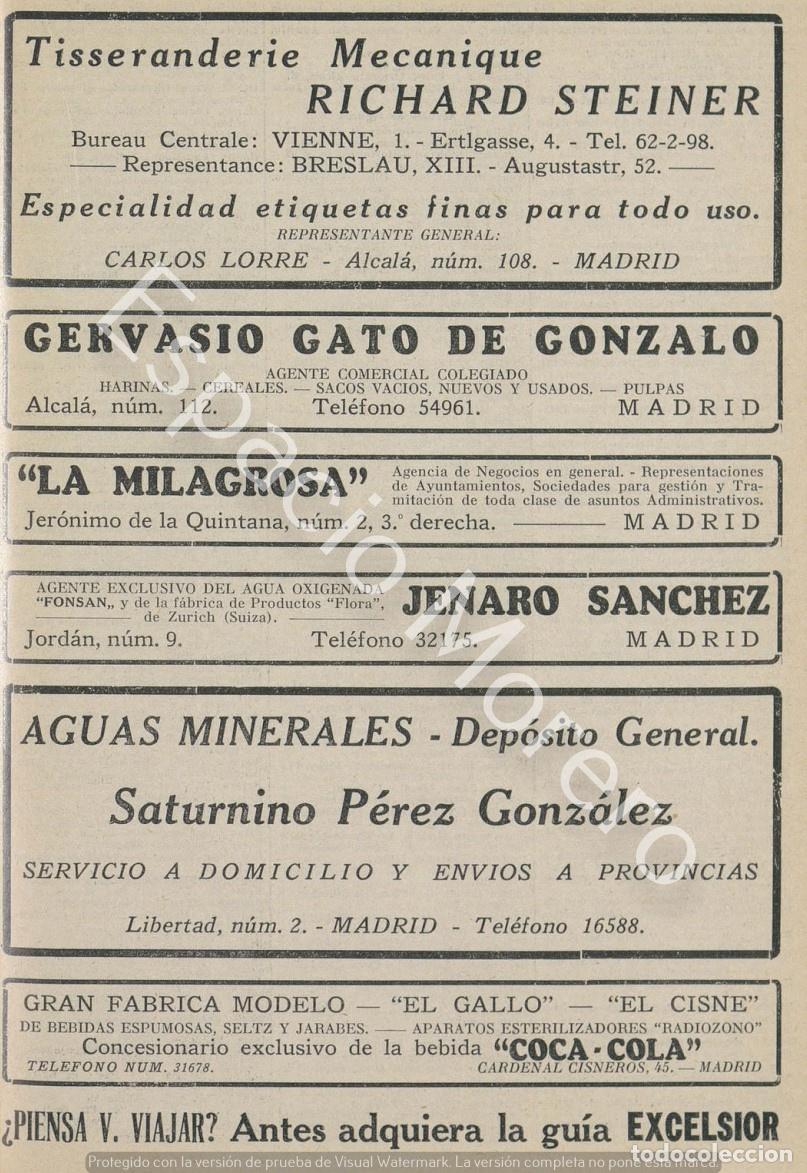 Tisseranderie Mecanique
RICHARD STEINER
Bureau Centrale: VIENNE, 1. - Ertlgasse, 4. - Tel. 62-2-98.
—— Representance: BRESLAU, XIII. - Augustastr, 52. ——
Especialidad etiquetas finas para todo uso.
REPRESENTANTE GENERAL:
CARLOS LORRE - Alcalá, núm. 108. - MADRID
GERVASIO GATO DE GONZALO
AGENTE COMERCIAL COLEGIADO
HARINAS. — CEREALES. — SACOS VACIOS, NUEVOS Y USADOS. — PULPAS
Alcalá, núm. 112. Teléfono 54961. MADRID
"LA MILAGROSA"
Agencia de Negocios en general. - Representaciones
de Ayuntamientos, Sociedades para gestión y Tra-
mitación de toda clase de asuntos Administrativos.
Jerónimo de la Quintana, núm. 2, 3.º derecha. ——— MADRID
AGENTE EXCLUSIVO DEL AGUA OXIGENADA
"FONSAN„ y de la fábrica de Productos "Flora",
——— de Zurich (Suiza). ———
JENARO SANCHEZ
Jordán, núm. 9. Teléfono 32175. MADRID
AGUAS MINERALES - Depósito General.
Saturnino Pérez González
SERVICIO A DOMICILIO Y ENVIOS A PROVINCIAS
Libertad, núm. 2. - MADRID - Teléfono 16588.
GRAN FABRICA MODELO — "EL GALLO" — "EL CISNE"
DE BEBIDAS ESPUMOSAS, SELTZ Y JARABES. —— APARATOS ESTERILIZADORES "RADIOZONO"
Concesionario exclusivo de la bebida "COCA-COLA"
TELEFONO NUM. 31678. CARDENAL CISNEROS, 45. — MADRID
¿PIENSA V. VIAJAR? Antes adquiera la guía EXCELSIOR
Espacio Morero
todocoleccion
Protegido con la versión de prueba de Visual Watermark. La versión completa no pone esta marca.